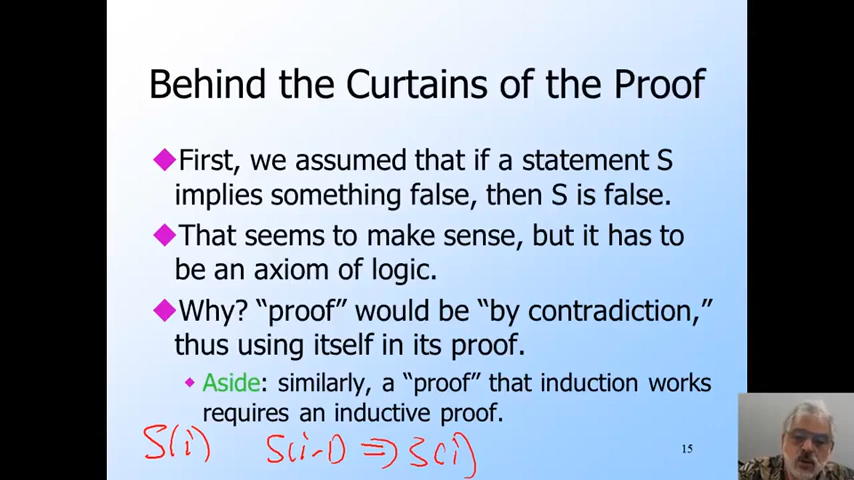 Behind the Curtains of the Proof
First, we assumed that if a statement S
implies something false, then S is false.
That seems to make sense, but it has to
be an axiom of logic.
Why? “proof” would be “by contradiction,”
thus using itself in its proof.
Aside: similarly, a “proof” that induction works
requires an inductive proof.
S(i) S(i-1) ⇒ S(i)
15